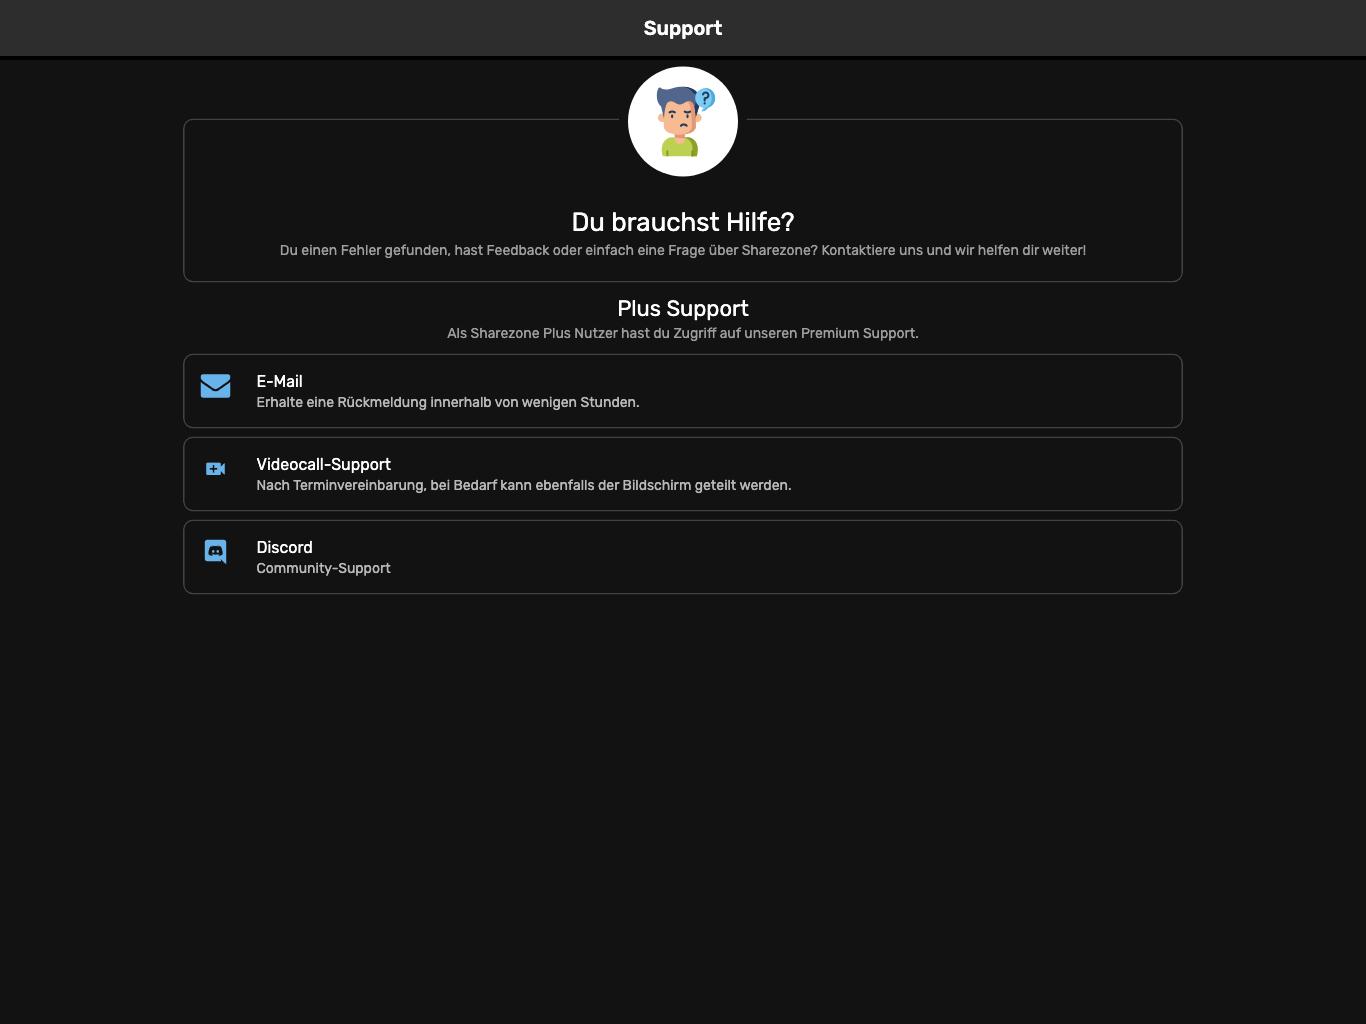 Support
?
Du brauchst Hilfe?
Du einen Fehler gefunden, hast Feedback oder einfach eine Frage über Sharezone? Kontaktiere uns und wir helfen dir weiter!
Plus Support
Als Sharezone Plus Nutzer hast du Zugriff auf unseren Premium Support.
E-Mail
Erhalte eine Rückmeldung innerhalb von wenigen Stunden.
Videocall-Support
Nach Terminvereinbarung, bei Bedarf kann ebenfalls der Bildschirm geteilt werden.
Discord
Community-Support